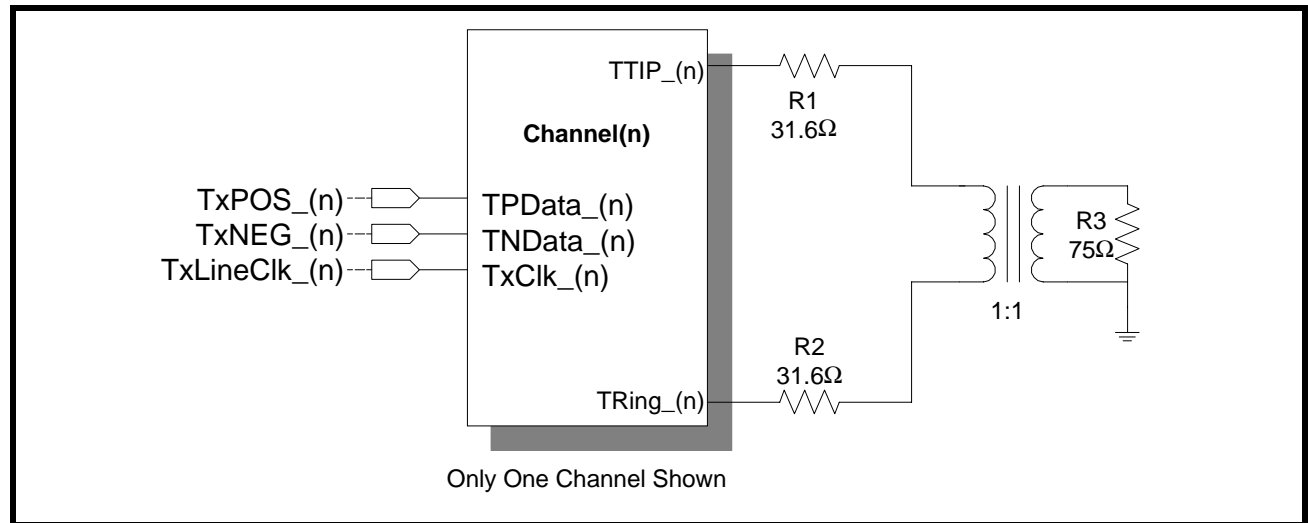 TTIP_(n)
R1
31.6Ω
Channel(n)
TxPOS_(n)
TPData_(n)
TxNEG_(n)
TNData_(n)
TxLineClk_(n)
TxClk_(n)
R3
75Ω
1:1
R2
31.6Ω
TRing_(n)
Only One Channel Shown